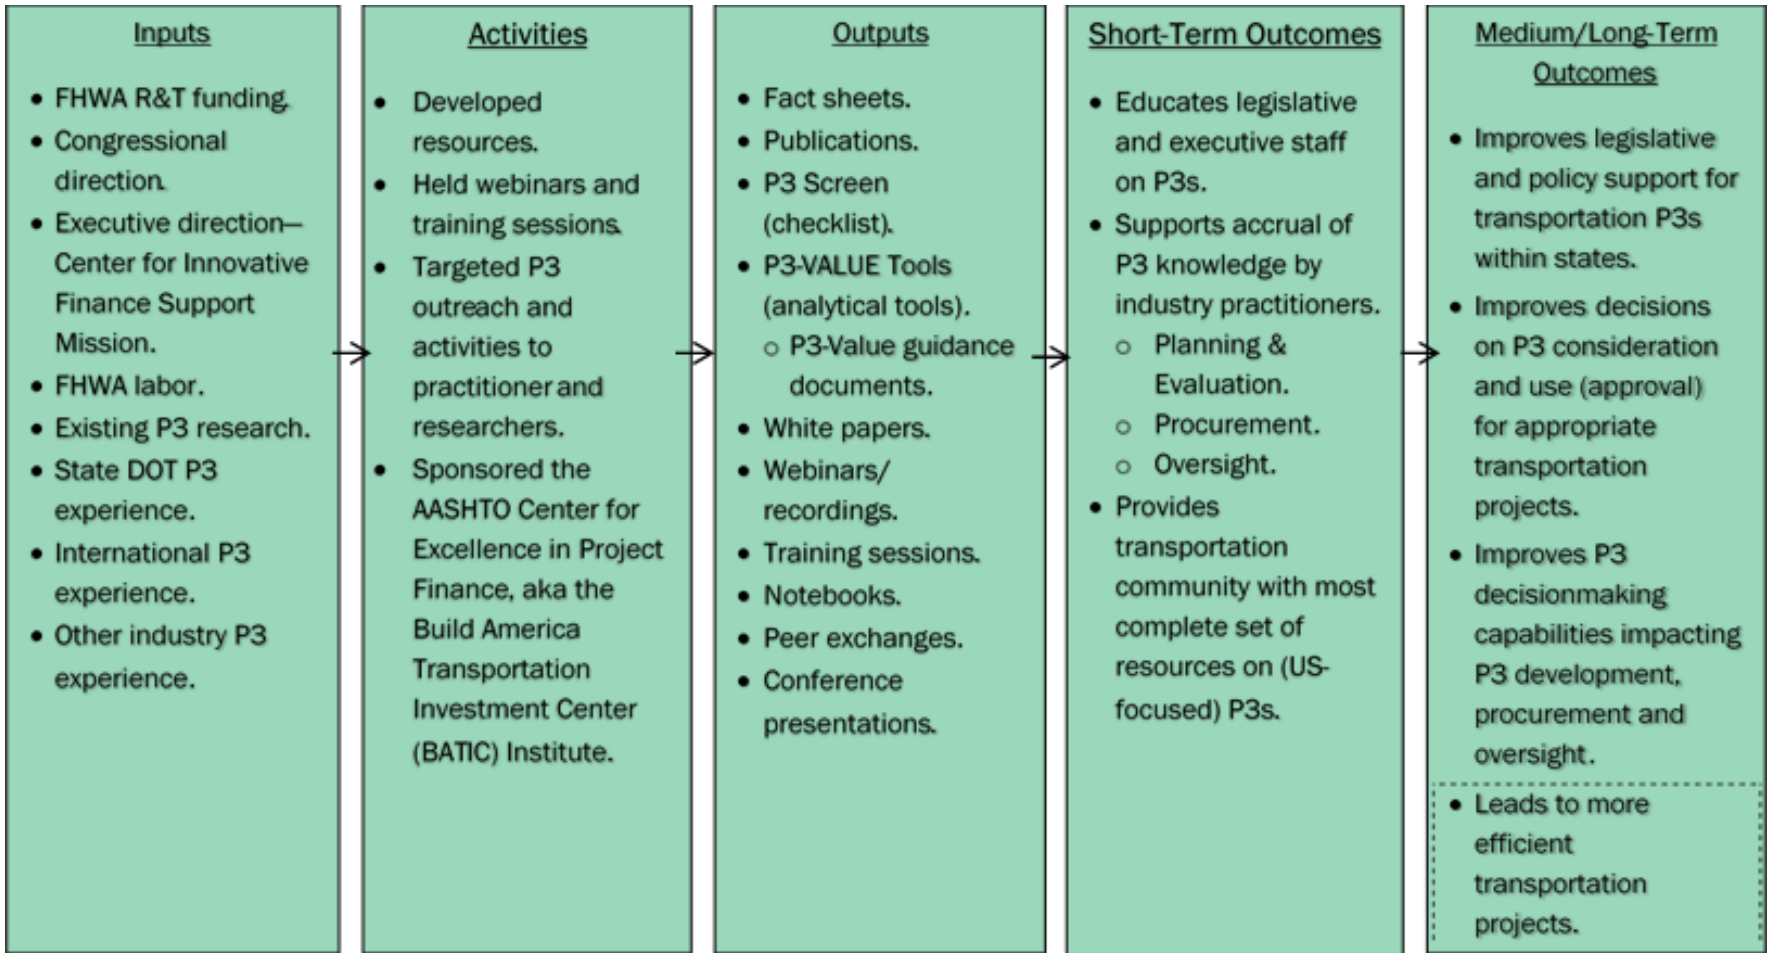 Inputs
• FHWA R&T funding.
• Congressional
direction.
• Executive direction—
Center for Innovative
Finance Support
Mission.
• FHWA labor.
• Existing P3 research.
• State DOT P3
experience.
• International P3
experience.
• Other industry P3
experience.
Activities
• Developed
resources.
• Held webinars and
training sessions.
• Targeted P3
outreach and
activities to
practitioner and
researchers.
• Sponsored the
AASHTO Center for
Excellence in Project
Finance, aka the
Build America
Transportation
Investment Center
(BATIC) Institute.
Outputs
• Fact sheets.
• Publications.
• P3 Screen
(checklist).
• P3-VALUE Tools
(analytical tools).
○ P3-Value guidance
documents.
• White papers.
• Webinars/
recordings.
• Training sessions.
• Notebooks.
• Peer exchanges.
• Conference
presentations.
Short-Term Outcomes
• Educates legislative
and executive staff
on P3s.
• Supports accrual of
P3 knowledge by
industry practitioners.
○ Planning &
Evaluation.
○ Procurement.
○ Oversight.
• Provides
transportation
community with most
complete set of
resources on (US-
focused) P3s.
Medium/Long-Term
Outcomes
• Improves legislative
and policy support for
transportation P3s
within states.
• Improves decisions
on P3 consideration
and use (approval)
for appropriate
transportation
projects.
• Improves P3
decisionmaking
capabilities impacting
P3 development,
procurement and
oversight.
• Leads to more
efficient
transportation
projects.